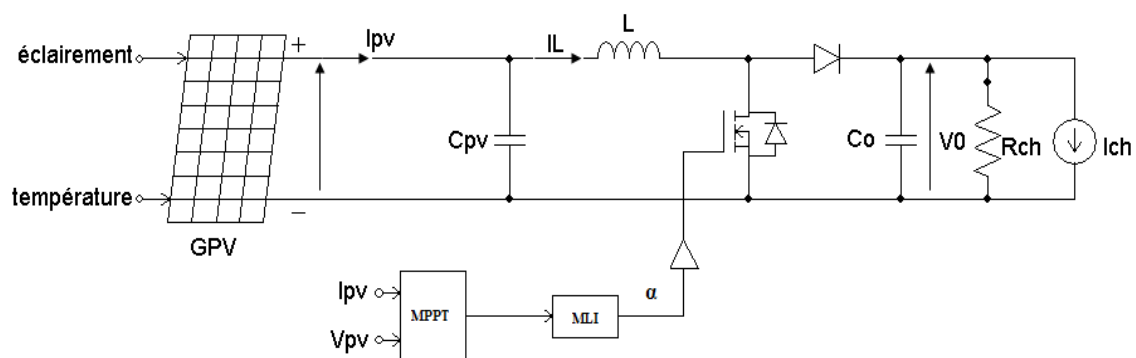 éclairement
température
+
−
GPV
Ipv
Cpv
IL
L
Co
V0
Rch
Ich
Ipv
Vpv
MPPT
MLI
α